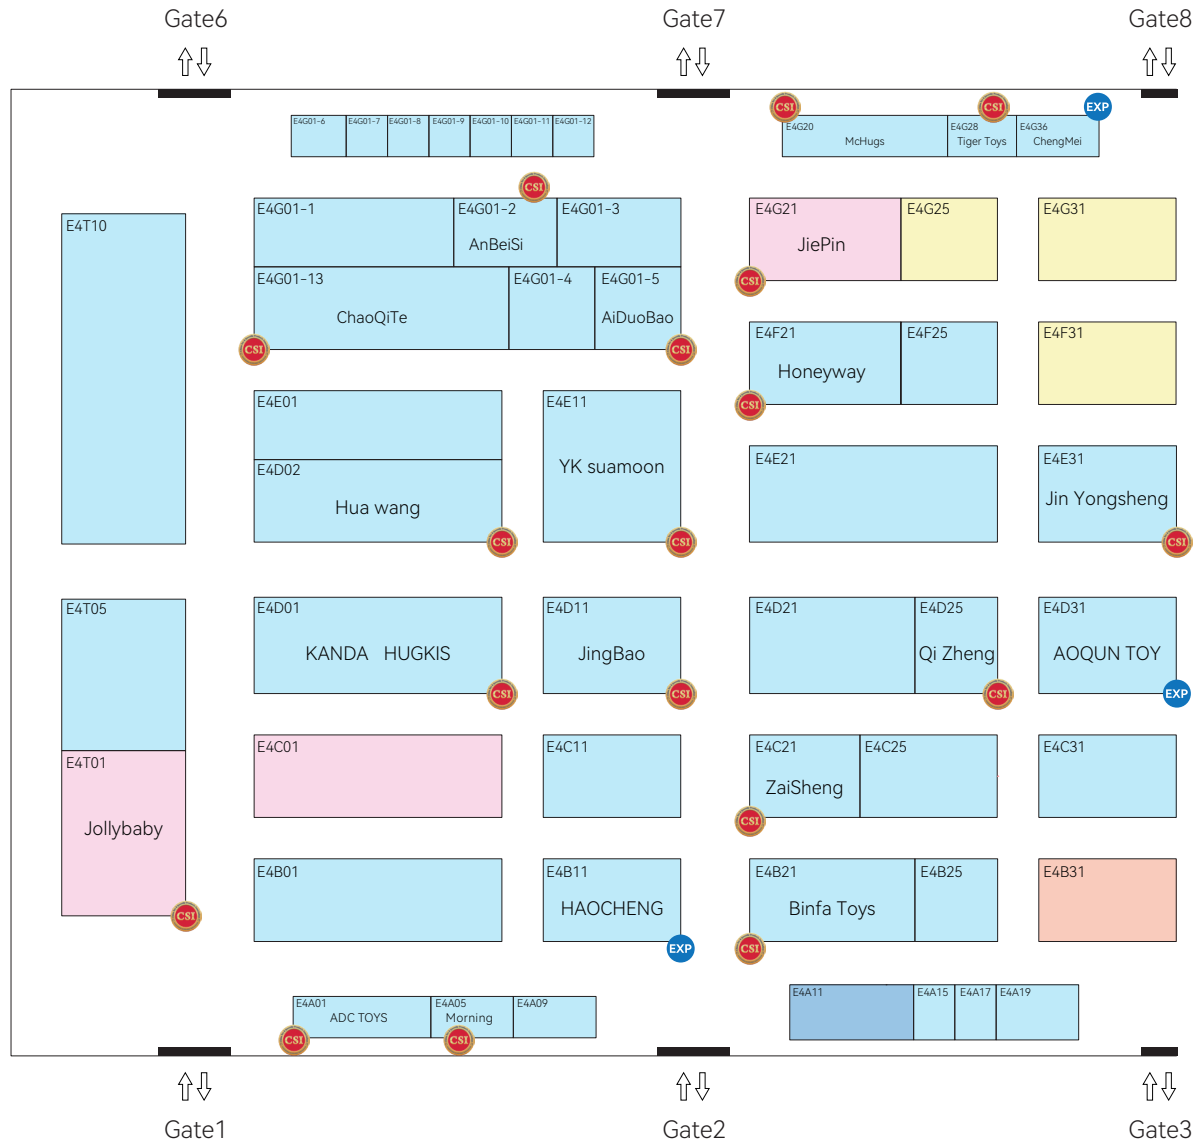 Gate6
Gate7
Gate8
CSI
CSI
EXP
E4G01-6
E4G01-7
E4G01-8
E4G01-9
E4G01-10
E4G01-11
E4G01-12
E4G20
McHugs
E4G28
Tiger Toys
E4G36
ChengMei
CSI
E4T10
E4G01-1
E4G01-2
AnBeiSi
E4G01-3
E4G21
JiePin
E4G25
E4G31
E4G01-13
ChaoQiTe
E4G01-4
E4G01-5
AiDuoBao
CSI
CSI
CSI
E4F21
Honeyway
E4F25
E4F31
CSI
E4E01
E4E11
YK suamoon
E4D02
Hua wang
E4E21
E4E31
Jin Yongsheng
CSI
CSI
CSI
E4T05
E4D01
KANDA HUGKIS
E4D11
JingBao
E4D21
E4D25
Qi Zheng
E4D31
AOQUN TOY
CSI
CSI
CSI
EXP
E4T01
Jollybaby
E4C01
E4C11
E4C21
ZaiSheng
E4C25
E4C31
CSI
E4B01
E4B11
HAOCHENG
E4B21
Binfa Toys
E4B25
E4B31
CSI
EXP
CSI
E4A01
ADC TOYS
E4A05
Morning
E4A09
E4A11
E4A15
E4A17
E4A19
CSI
CSI
Gate1
Gate2
Gate3